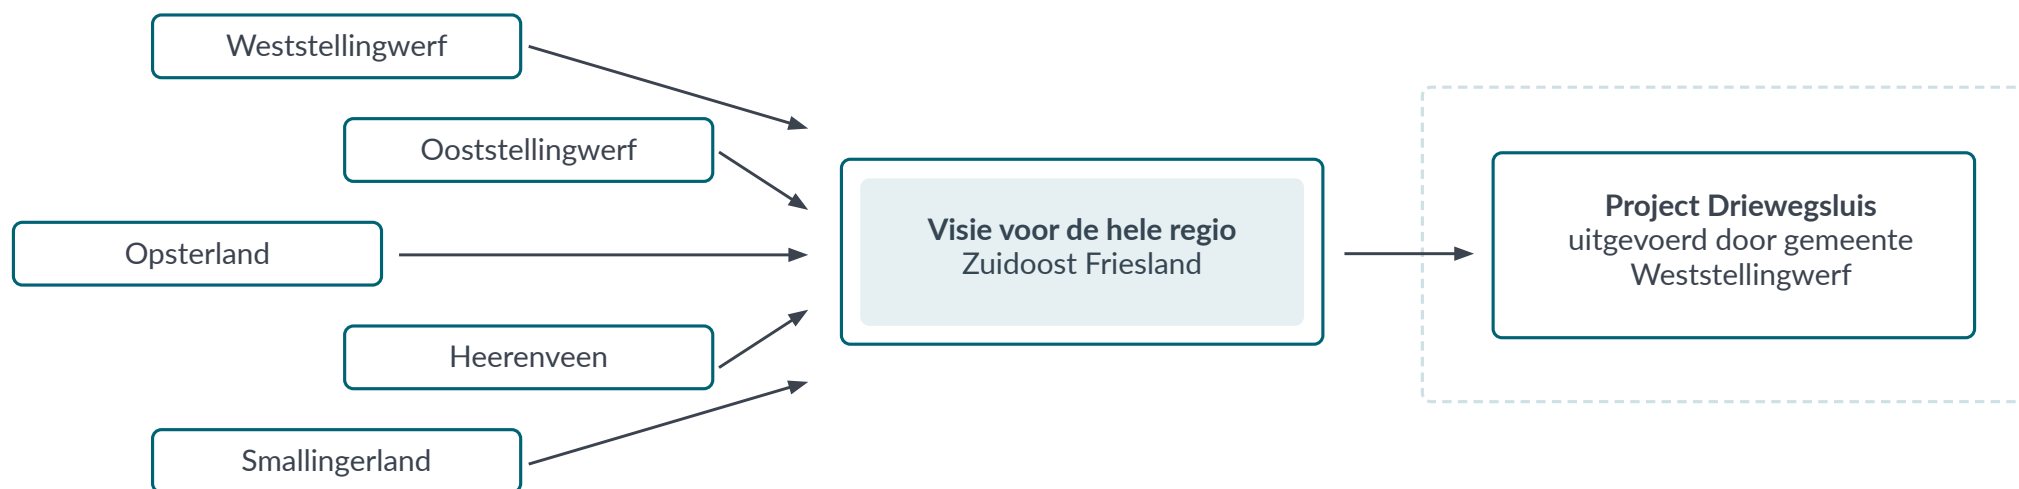 Weststellingwerf
Ooststellingwerf
Opsterland
Heerenveen
Smallingerland
Visie voor de hele regio
Zuidoost Friesland
Project Driewegsluis
uitgevoerd door gemeente
Weststellingwerf